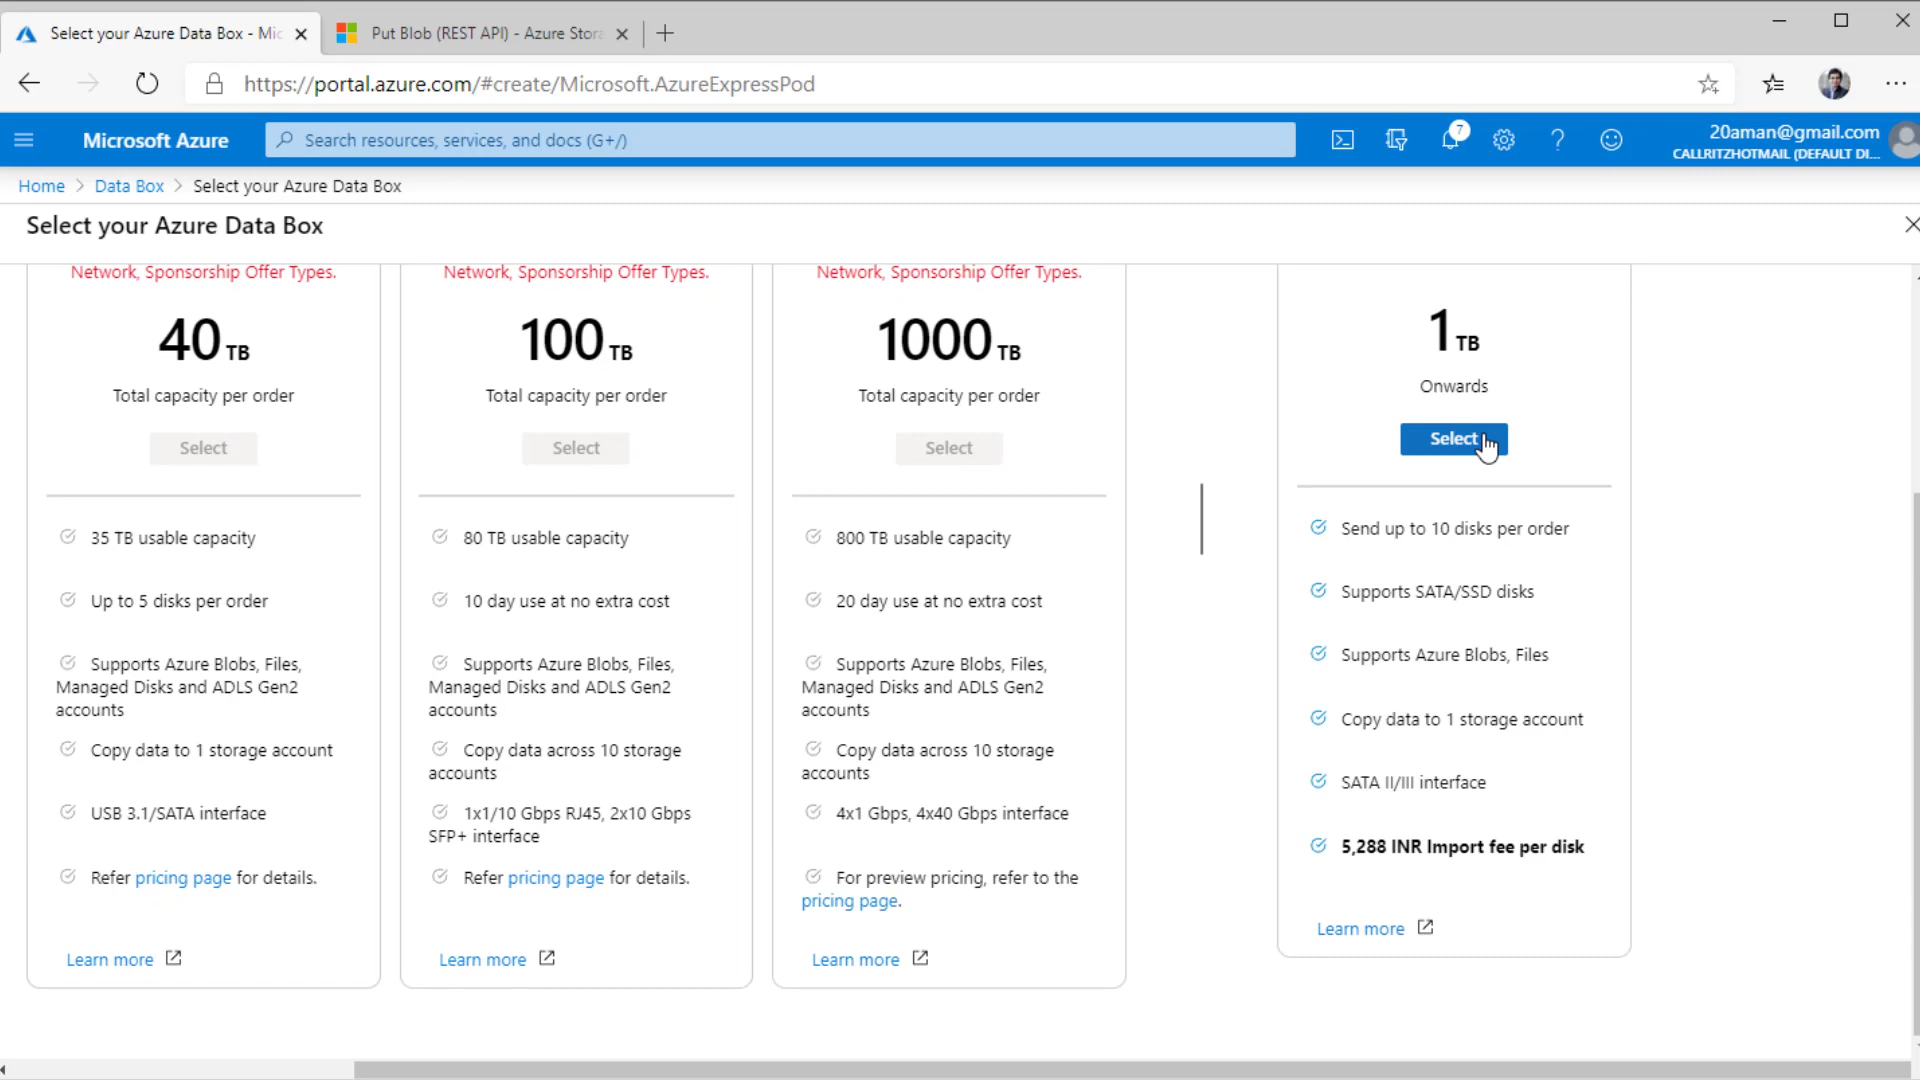 Select your Azure Data Box - Mic
Put Blob (REST API) - Azure Stora
https://portal.azure.com/#create/Microsoft.AzureExpressPod
Microsoft Azure
Search resources, services, and docs (G+/)
7
20aman@gmail.com
CALLRITZHOTMAIL (DEFAULT DI...
Home > Data Box > Select your Azure Data Box
Select your Azure Data Box
Network, Sponsorship Offer Types.
40 TB
Total capacity per order
Select
35 TB usable capacity
Up to 5 disks per order
Supports Azure Blobs, Files,
Managed Disks and ADLS Gen2
accounts
Copy data to 1 storage account
USB 3.1/SATA interface
Refer pricing page for details.
Learn more
Network, Sponsorship Offer Types.
100 TB
Total capacity per order
Select
80 TB usable capacity
10 day use at no extra cost
Supports Azure Blobs, Files,
Managed Disks and ADLS Gen2
accounts
Copy data across 10 storage
accounts
1x1/10 Gbps RJ45, 2x10 Gbps
SFP+ interface
Refer pricing page for details.
Learn more
Network, Sponsorship Offer Types.
1000 TB
Total capacity per order
Select
800 TB usable capacity
20 day use at no extra cost
Supports Azure Blobs, Files,
Managed Disks and ADLS Gen2
accounts
Copy data across 10 storage
accounts
4x1 Gbps, 4x40 Gbps interface
For preview pricing, refer to the
pricing page.
Learn more
1 TB
Onwards
Select
Send up to 10 disks per order
Supports SATA/SSD disks
Supports Azure Blobs, Files
Copy data to 1 storage account
SATA II/III interface
5,288 INR Import fee per disk
Learn more